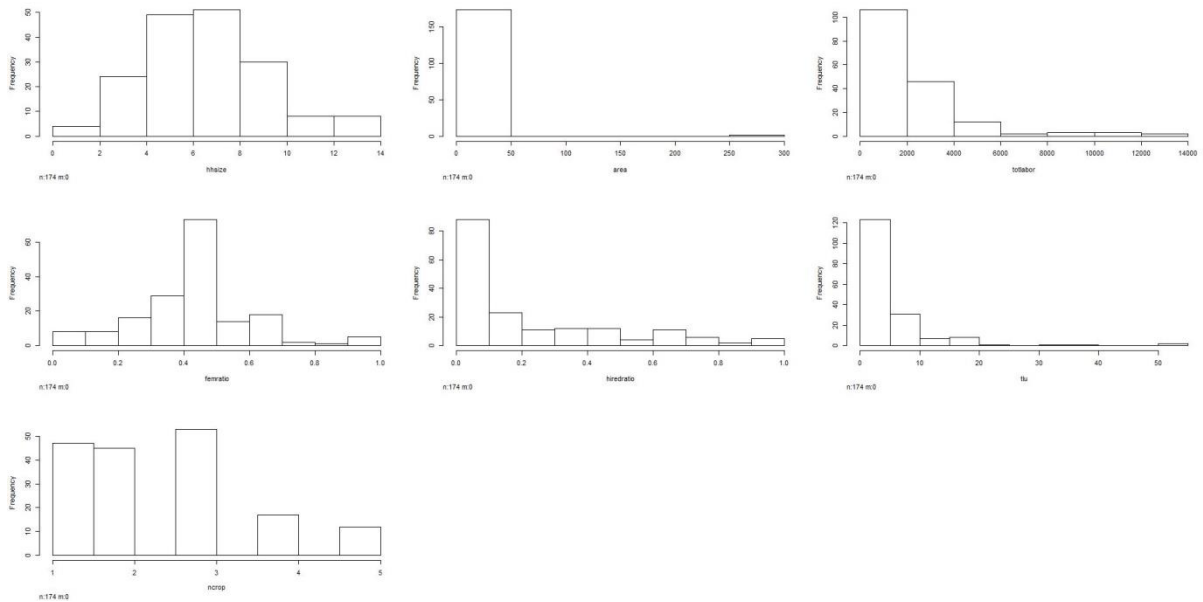 Frequency
0 10 20 30 40 50
0 2 4 6 8 10 12 14
hhsize
n:174 m:0
Frequency
0 50 100 150
0 50 100 150 200 250 300
area
n:174 m:0
Frequency
0 20 40 60 80 100
0 2000 4000 6000 8000 10000 12000 14000
totlabor
n:174 m:0
Frequency
0 20 40 60
0.0 0.2 0.4 0.6 0.8 1.0
femratio
n:174 m:0
Frequency
0 20 40 60 80
0.0 0.2 0.4 0.6 0.8 1.0
hiredratio
n:174 m:0
Frequency
0 20 40 60 80 100 120
0 10 20 30 40 50
tlu
n:174 m:0
Frequency
0 10 20 30 40 50
1 2 3 4 5
ncrop
n:174 m:0